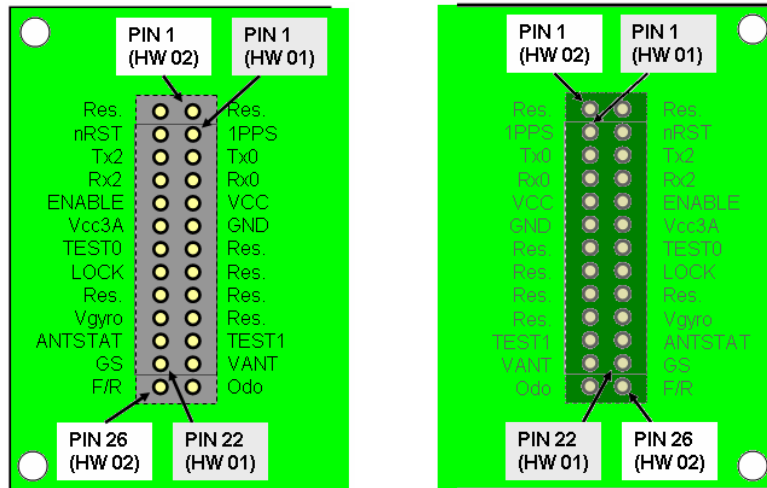 PIN 1 PIN 1
(HW 02) (HW 01)
Res. Res.
nRST 1PPS
Tx2 Tx0
Rx2 Rx0
ENABLE VCC
Vcc3A GND
TEST0 Res.
LOCK Res.
Res. Res.
Vgyro Res.
ANTSTAT TEST1
GS VANT
F/R Odo
PIN 26 PIN 22
(HW 02) (HW 01)
PIN 1 PIN 1
(HW 02) (HW 01)
Res. Res.
1PPS nRST
Tx0 Tx2
Rx0 Rx2
VCC ENABLE
GND Vcc3A
Res. TEST0
Res. LOCK
Res. Res.
Res. Vgyro
TEST1 ANTSTAT
VANT GS
Odo F/R
PIN 22 PIN 26
(HW 01) (HW 02)